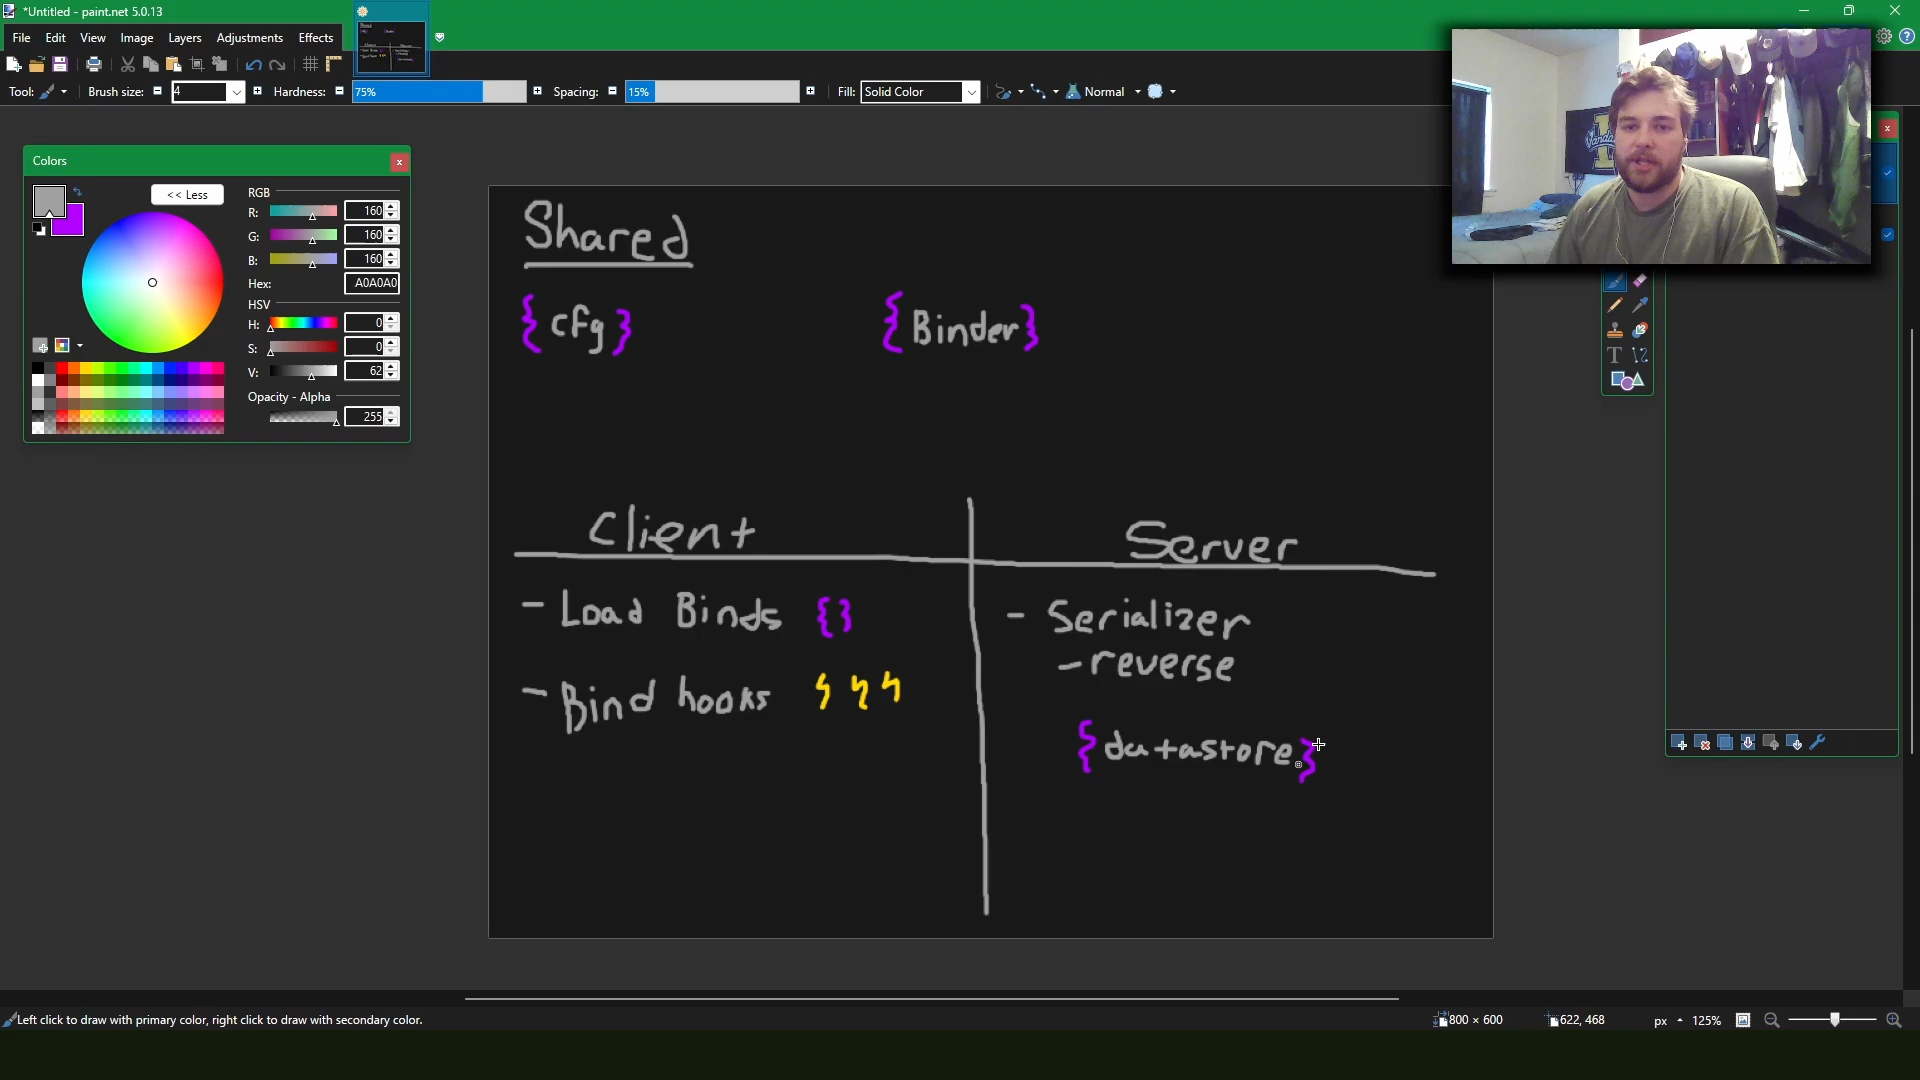 *Untitled - paint.net 5.0.13
File Edit View Image Layers Adjustments Effects
Tool: Brush size: 4 Hardness: 75% Spacing: 15% Fill: Solid Color Normal
Colors
<< Less
RGB
R: 160
G: 160
B: 160
Hex: A0A0A0
HSV
H: 0
S: 0
V: 62
Opacity - Alpha
255
Shared
{cfg} {Binder}
Client Server
- Load Binds {}
- Bind hooks
- Serializer
- reverse
{datastore}
Left click to draw with primary color, right click to draw with secondary color.
800 × 600 622, 468 px 125%